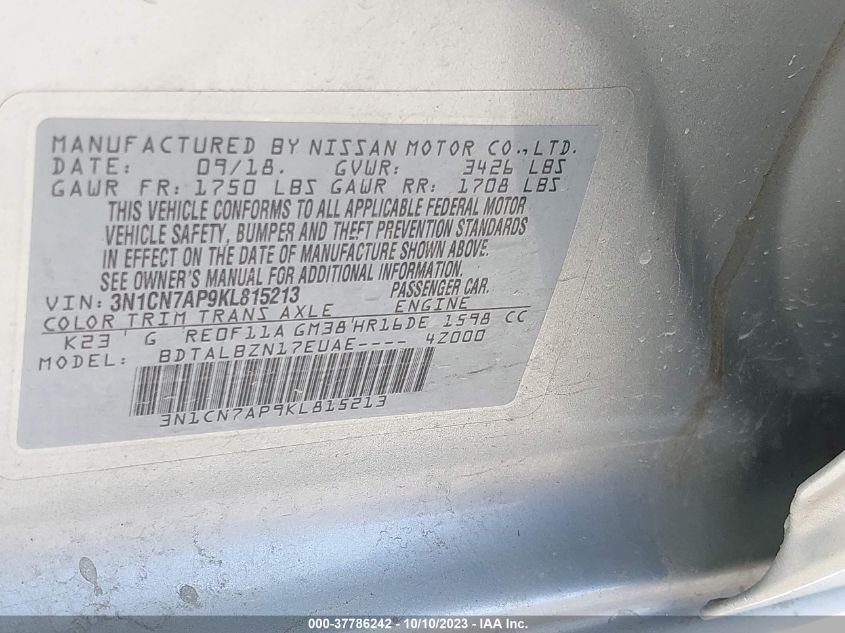 MANUFACTURED BY NISSAN MOTOR CO.,LTD.
DATE: 09/18. GVWR: 3426 LBS
GAWR FR: 1750 LBS GAWR RR: 1708 LBS
THIS VEHICLE CONFORMS TO ALL APPLICABLE FEDERAL MOTOR
VEHICLE SAFETY, BUMPER AND THEFT PREVENTION STANDARDS
IN EFFECT ON THE DATE OF MANUFACTURE SHOWN ABOVE.
SEE OWNER'S MANUAL FOR ADDITIONAL INFORMATION.
VIN: 3N1CN7AP9KL815213 PASSENGER CAR.
COLOR TRIM TRANS AXLE ENGINE
K23 G RE0F11A GM38 HR16DE 1598 CC
MODEL: BDTALBZN17EUAE---- 4Z000
3N1CN7AP9KL815213
000-37786242 - 10/10/2023 - IAA Inc.